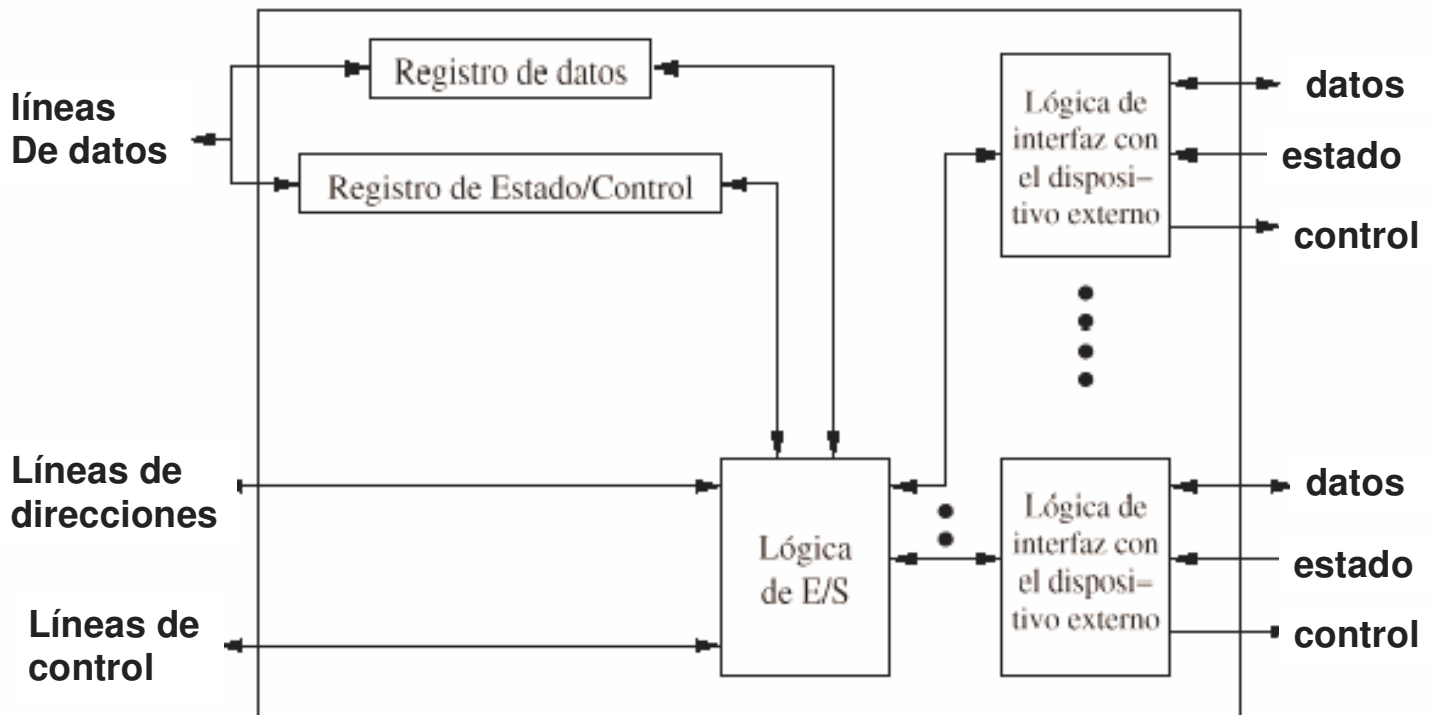 Registro de datos
líneas
De datos
Registro de Estado/Control
Lógica de
interfaz con
el disposi–
tivo externo
datos
estado
control
Líneas de
direcciones
Líneas de
control
Lógica
de E/S
Lógica de
interfaz con
el disposi–
tivo externo
datos
estado
control